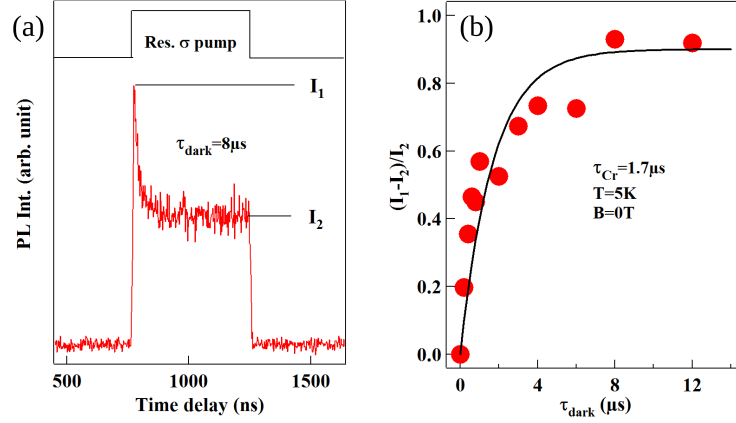 (a)
Res. σ pump
I₁
τdark=8µs
I₂
PL Int. (arb. unit)
500
1000
1500
Time delay (ns)
(b)
1.0
0.8
0.6
0.4
0.2
0.0
(I₁-I₂)/I₂
τCr=1.7µs
T=5K
B=0T
0
4
8
12
τdark (µs)